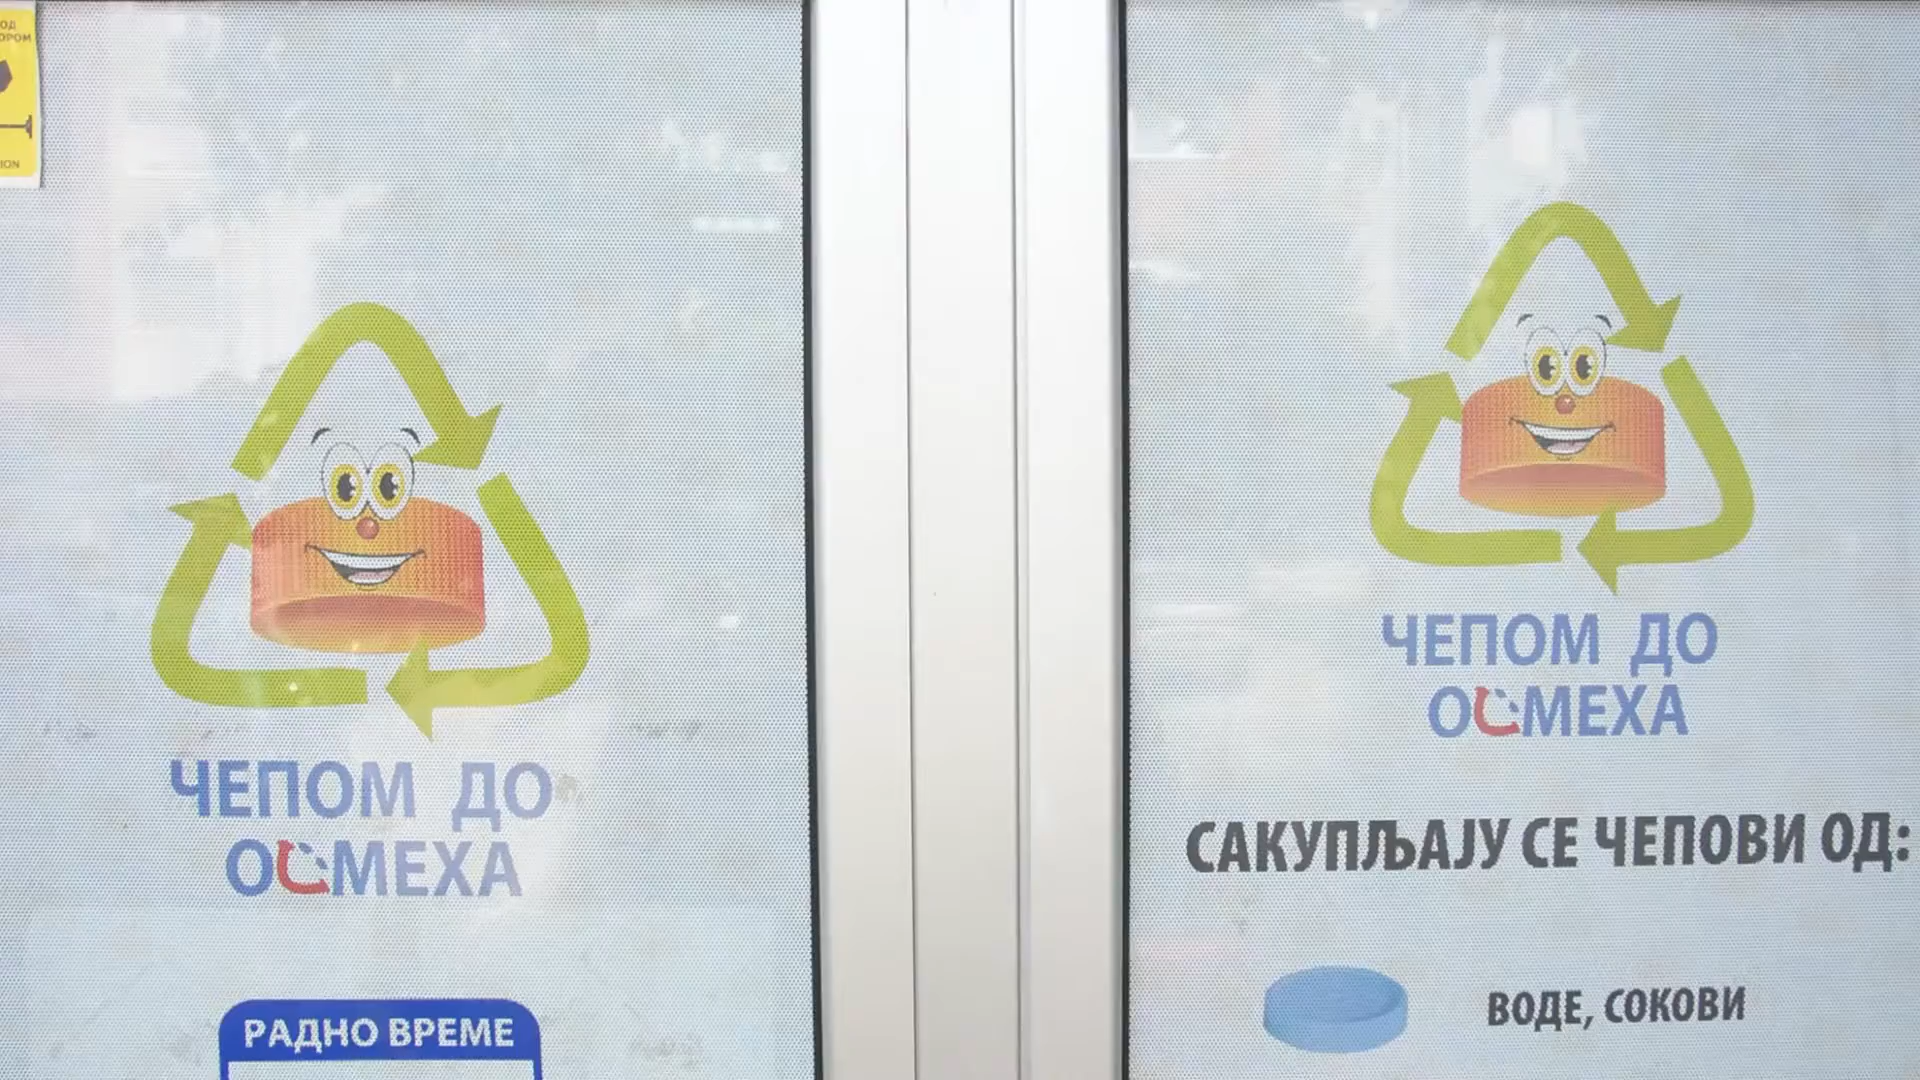 ЧЕПОМ ДО
ОСМЕХА
РАДНО ВРЕМЕ
ЧЕПОМ ДО
ОСМЕХА
САКУПЉАЈУ СЕ ЧЕПОВИ ОД:
ВОДЕ, СОКОВИ